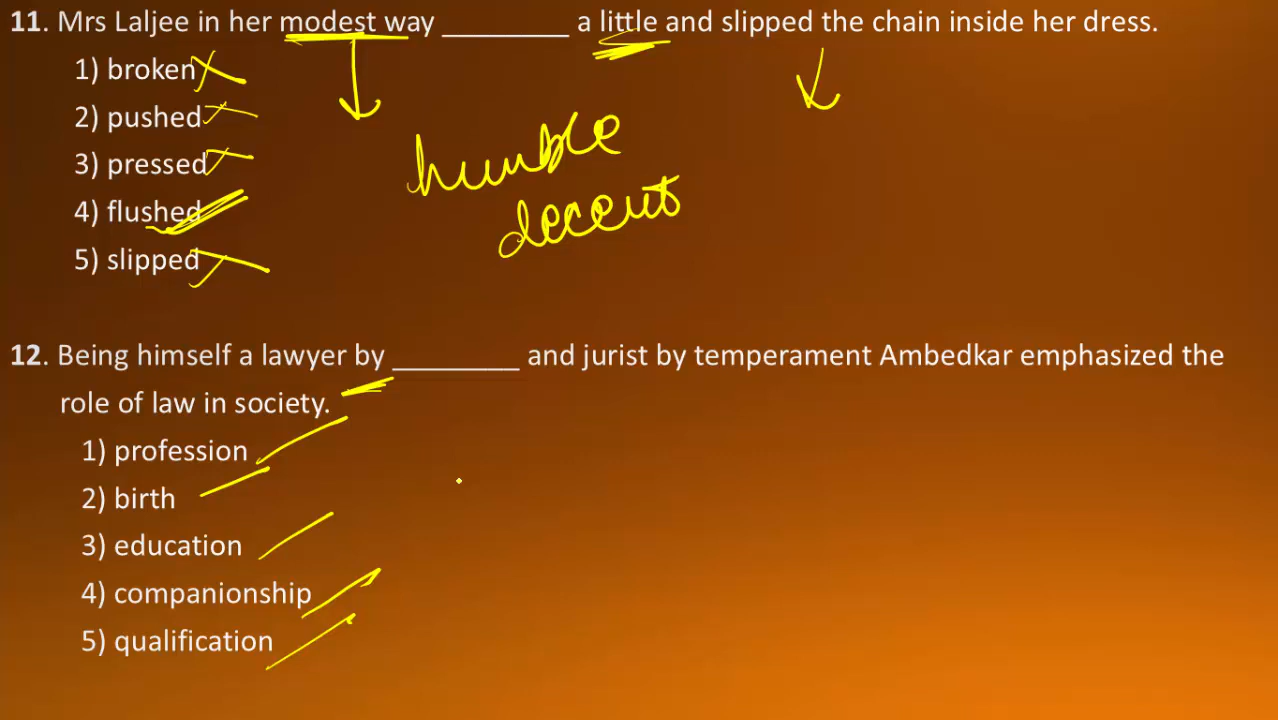 11. Mrs Laljee in her modest way ________ a little and slipped the chain inside her dress.
1) broken
2) pushed
3) pressed
4) flushed
5) slipped
humble
decent
12. Being himself a lawyer by ________ and jurist by temperament Ambedkar emphasized the
role of law in society.
1) profession
2) birth
3) education
4) companionship
5) qualification